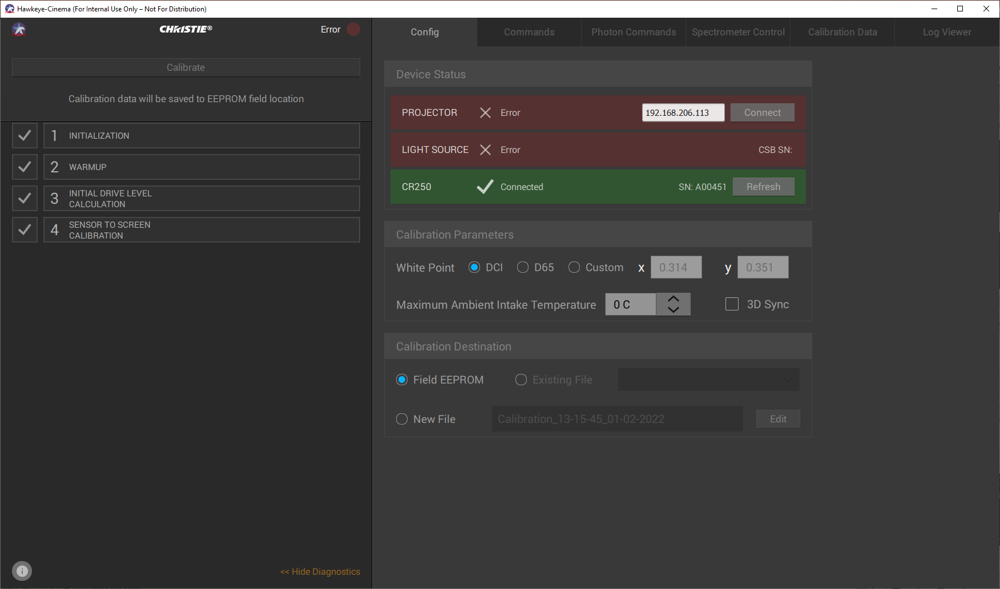 Hawkeye-Cinema (For Internal Use Only – Not For Distribution)
CHRISTIE®
Error
Calibrate
Calibration data will be saved to EEPROM field location
1 INITIALIZATION
2 WARMUP
3 INITIAL DRIVE LEVEL
CALCULATION
4 SENSOR TO SCREEN
CALIBRATION
<< Hide Diagnostics
Config Commands Photon Commands Spectrometer Control Calibration Data Log Viewer
Device Status
PROJECTOR Error 192.168.206.113 Connect
LIGHT SOURCE Error CSB SN:
CR250 Connected SN: A00451 Refresh
Calibration Parameters
White Point DCI D65 Custom x 0.314 y 0.351
Maximum Ambient Intake Temperature 0 C 3D Sync
Calibration Destination
Field EEPROM Existing File
New File Calibration_13-15-45_01-02-2022 Edit